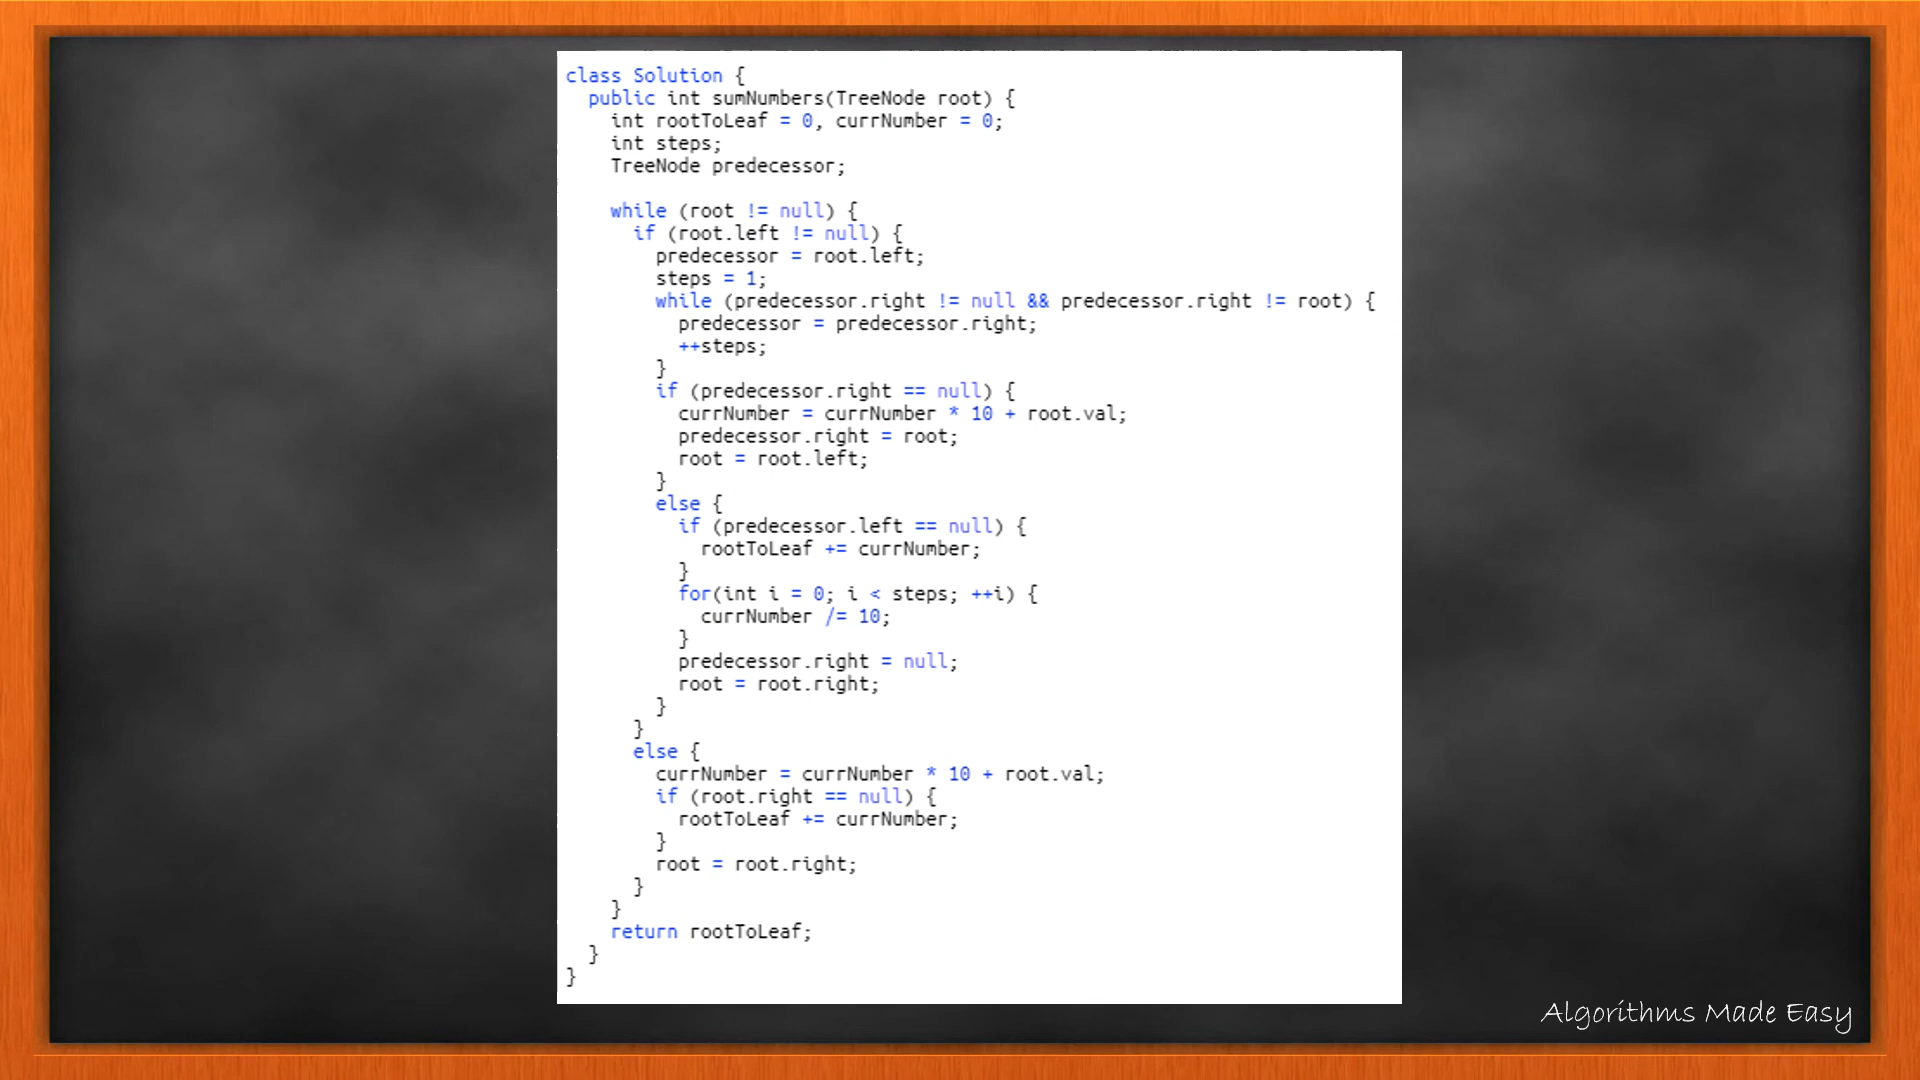 class Solution {
public int sumNumbers(TreeNode root) {
int rootToLeaf = 0, currNumber = 0;
int steps;
TreeNode predecessor;
while (root != null) {
if (root.left != null) {
predecessor = root.left;
steps = 1;
while (predecessor.right != null && predecessor.right != root) {
predecessor = predecessor.right;
++steps;
}
if (predecessor.right == null) {
currNumber = currNumber * 10 + root.val;
predecessor.right = root;
root = root.left;
}
else {
if (predecessor.left == null) {
rootToLeaf += currNumber;
}
for(int i = 0; i < steps; ++i) {
currNumber /= 10;
}
predecessor.right = null;
root = root.right;
}
}
else {
currNumber = currNumber * 10 + root.val;
if (root.right == null) {
rootToLeaf += currNumber;
}
root = root.right;
}
}
return rootToLeaf;
}
}
Algorithms Made Easy